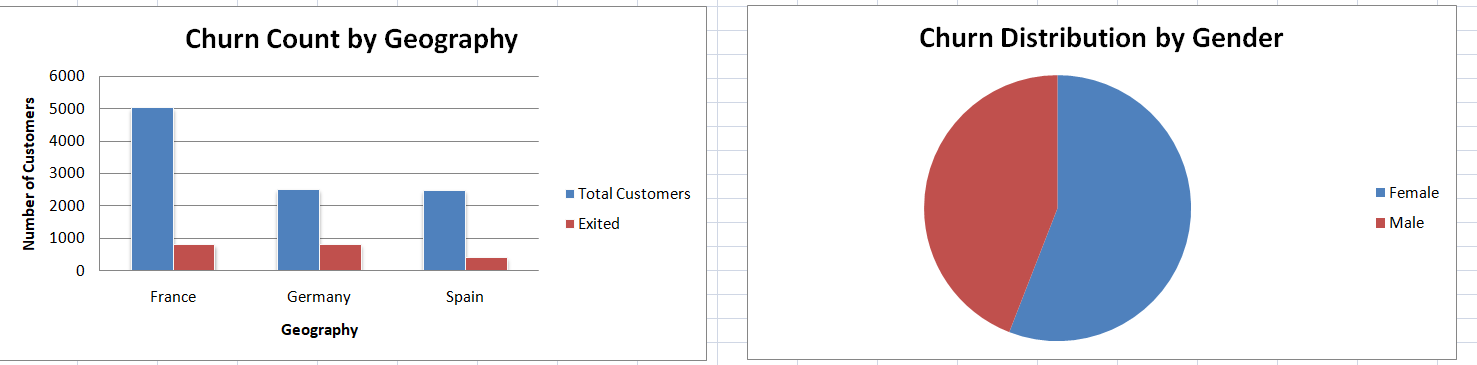 Churn Count by Geography
6000
5000
4000
3000
2000
1000
0
Number of Customers
France Germany Spain
Geography
Total Customers
Exited
Churn Distribution by Gender
Female
Male